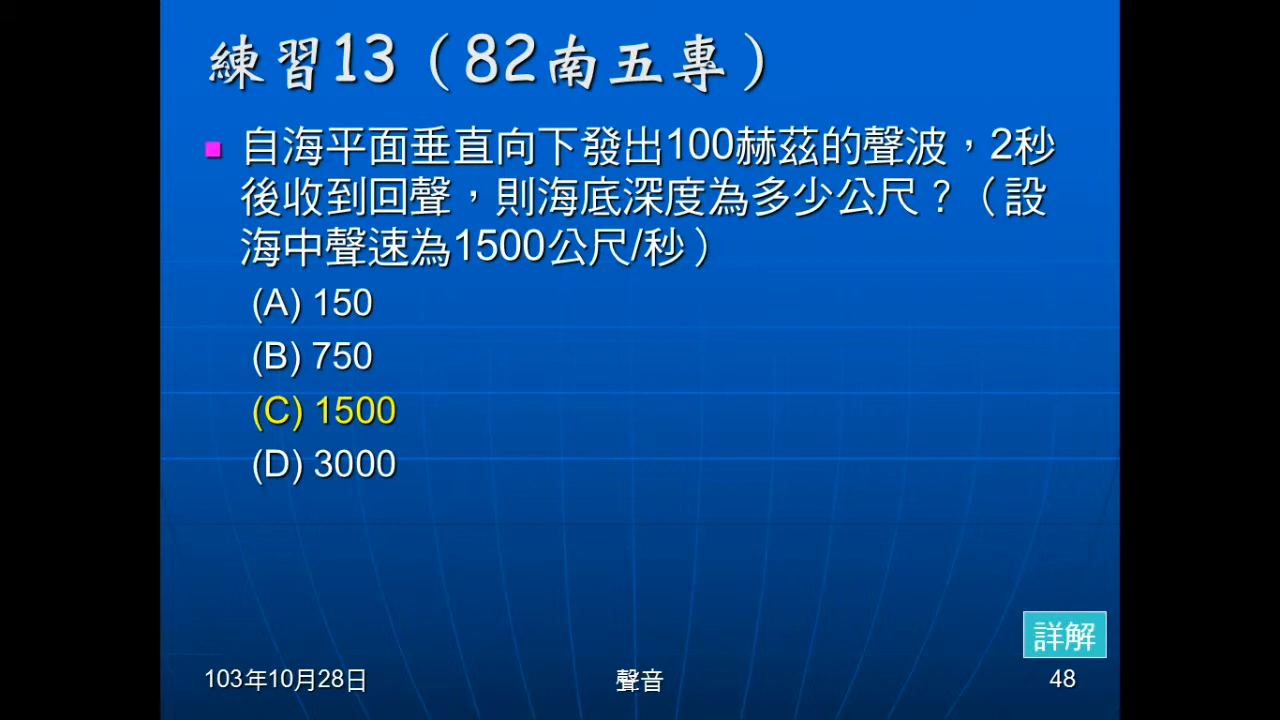 練習13（82南五專）
自海平面垂直向下發出100赫茲的聲波，2秒
後收到回聲，則海底深度為多少公尺？（設
海中聲速為1500公尺/秒）
(A) 150
(B) 750
(C) 1500
(D) 3000
詳解
103年10月28日
聲音
48